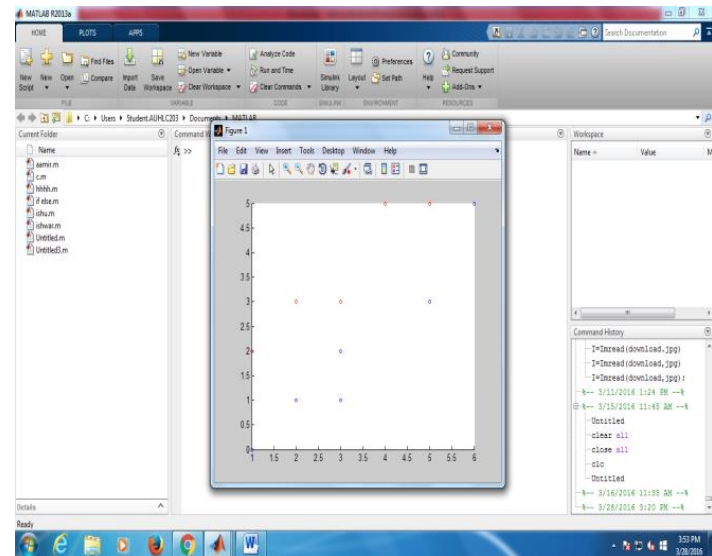 MATLAB R2013a
HOME PLOTS APPS
Search Documentation
New Script
New
Open
Find Files
Compare
Import Data
Save Workspace
New Variable
Open Variable
Clear Workspace
Analyze Code
Run and Time
Clear Commands
Simulink Library
Layout
Preferences
Set Path
Help
Community
Request Support
Add-Ons
FILE VARIABLE CODE SIMULINK ENVIRONMENT RESOURCES
C: Users Student.AUHLC203 Documents MATLAB
Current Folder
Name
aamir.m
c.m
hhhh.m
if else.m
ishu.m
ishwar.m
Untitled.m
Untitled3.m
Details
Ready
Command W
fx >>
Figure 1
File Edit View Insert Tools Desktop Window Help
5
4.5
4
3.5
3
2.5
2
1.5
1
0.5
0
1 1.5 2 2.5 3 3.5 4 4.5 5 5.5 6
Workspace
Name Value M
Command History
I=Imread(download.jpg)
I=Imread(download,jpg)
I=Imread(download,jpg);
%-- 3/11/2016 1:24 PM --%
%-- 3/15/2016 11:45 AM --%
Untitled
clear all
close all
clc
Untitled
%-- 3/16/2016 11:35 AM --%
%-- 3/28/2016 3:20 PM --%
3:53 PM
3/28/2016